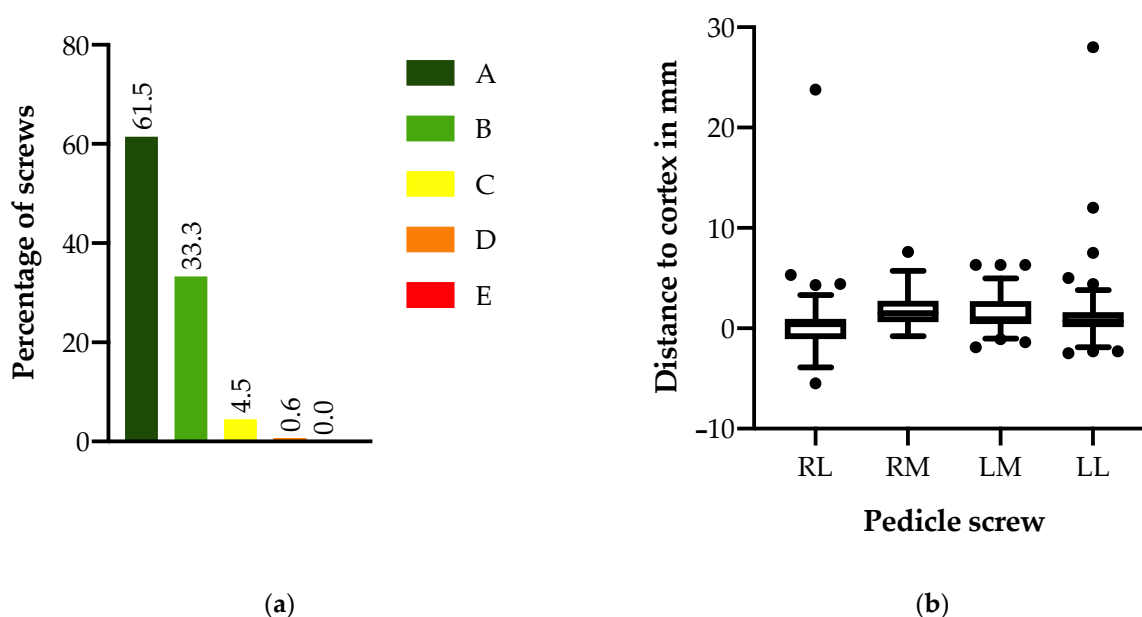 Percentage of screws
80
60
40
20
0
61.5
33.3
4.5
0.6
0.0
A
B
C
D
E
(a)
Distance to cortex in mm
30
20
10
0
–10
RL RM LM LL
Pedicle screw
(b)